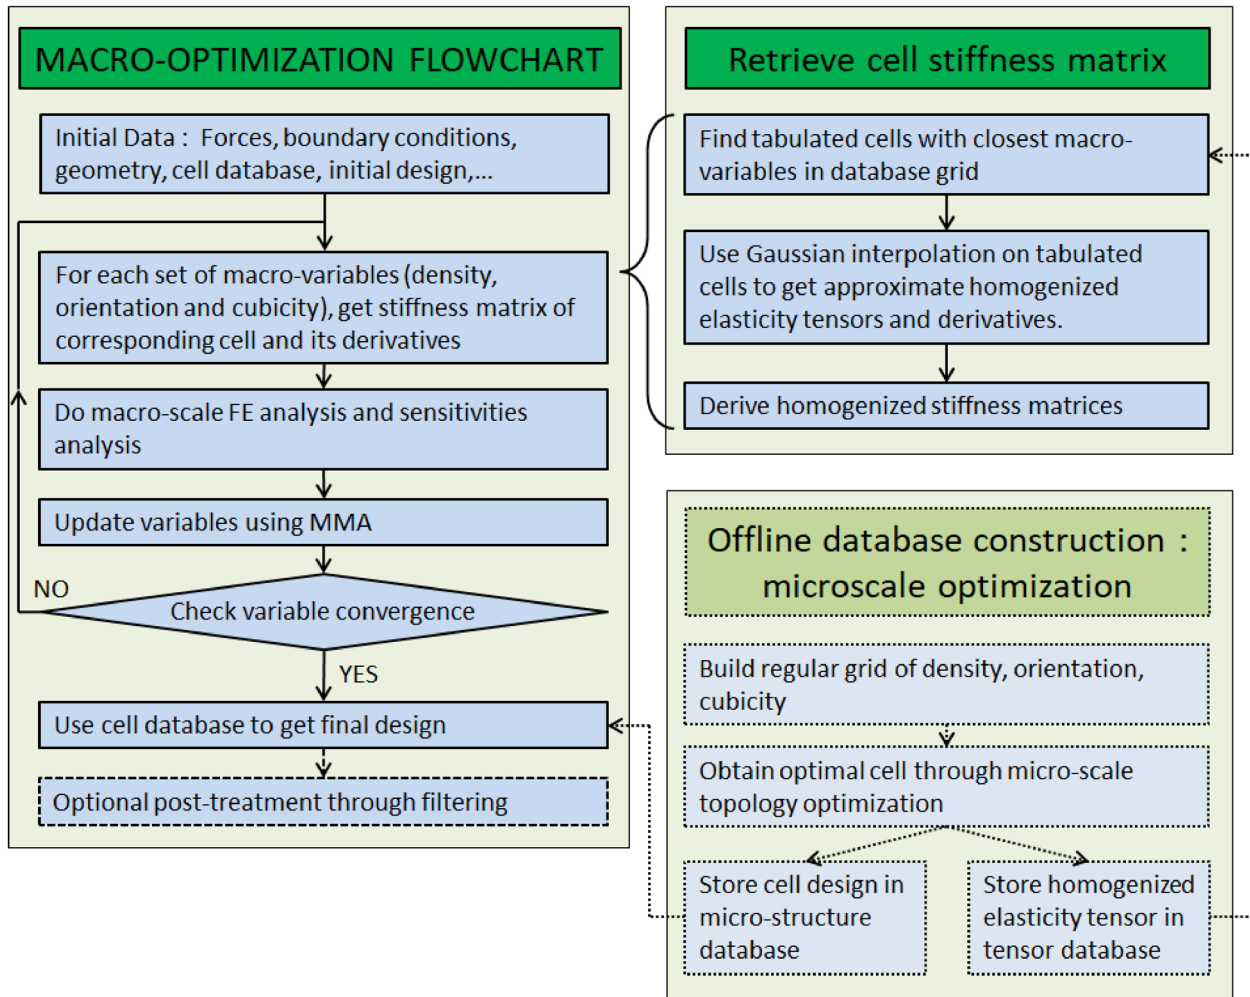 MACRO-OPTIMIZATION FLOWCHART
Initial Data : Forces, boundary conditions,
geometry, cell database, initial design,...
For each set of macro-variables (density,
orientation and cubicity), get stiffness matrix of
corresponding cell and its derivatives
Do macro-scale FE analysis and sensitivities
analysis
Update variables using MMA
NO
Check variable convergence
YES
Use cell database to get final design
Optional post-treatment through filtering
Retrieve cell stiffness matrix
Find tabulated cells with closest macro-
variables in database grid
Use Gaussian interpolation on tabulated
cells to get approximate homogenized
elasticity tensors and derivatives.
Derive homogenized stiffness matrices
Offline database construction :
microscale optimization
Build regular grid of density, orientation,
cubicity
Obtain optimal cell through micro-scale
topology optimization
Store cell design in
micro-structure
database
Store homogenized
elasticity tensor in
tensor database